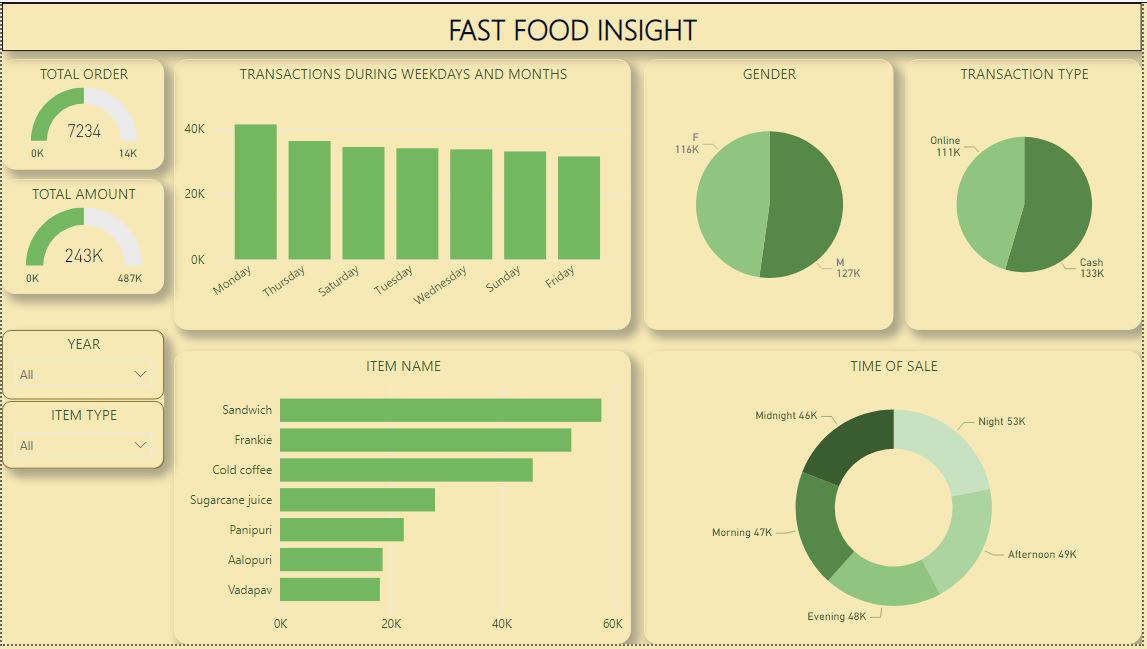 FAST FOOD INSIGHT
TOTAL ORDER
7234
0K
14K
TOTAL AMOUNT
243K
0K
487K
YEAR
All
ITEM TYPE
All
TRANSACTIONS DURING WEEKDAYS AND MONTHS
40K
20K
0K
Monday
Thursday
Saturday
Tuesday
Wednesday
Sunday
Friday
GENDER
F
116K
M
127K
TRANSACTION TYPE
Online
111K
Cash
133K
ITEM NAME
Sandwich
Frankie
Cold coffee
Sugarcane juice
Panipuri
Aalopuri
Vadapav
0K
20K
40K
60K
TIME OF SALE
Midnight 46K
Night 53K
Morning 47K
Afternoon 49K
Evening 48K